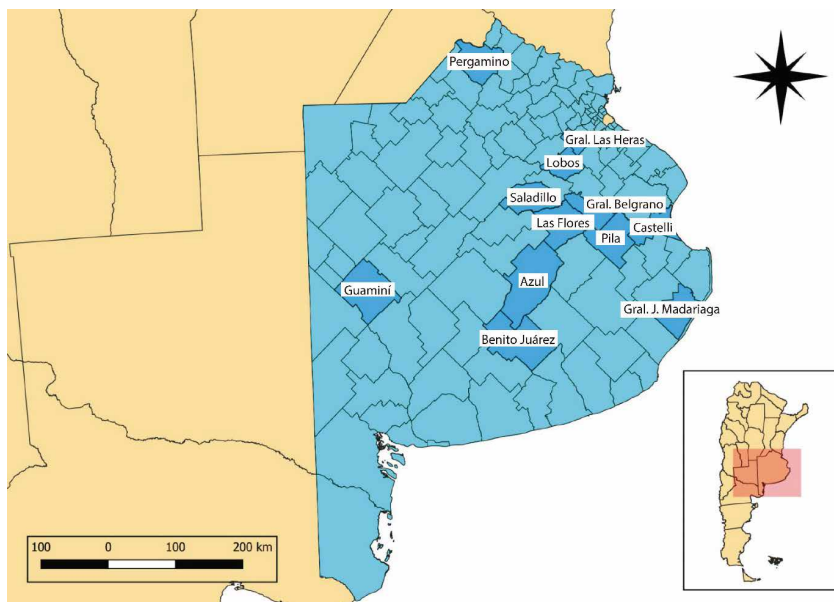 Pergamino
Gral. Las Heras
Lobos
Saladillo
Gral. Belgrano
Las Flores
Castelli
Pila
Azul
Guaminí
Gral. J. Madariaga
Benito Juárez
100 0 100 200 km